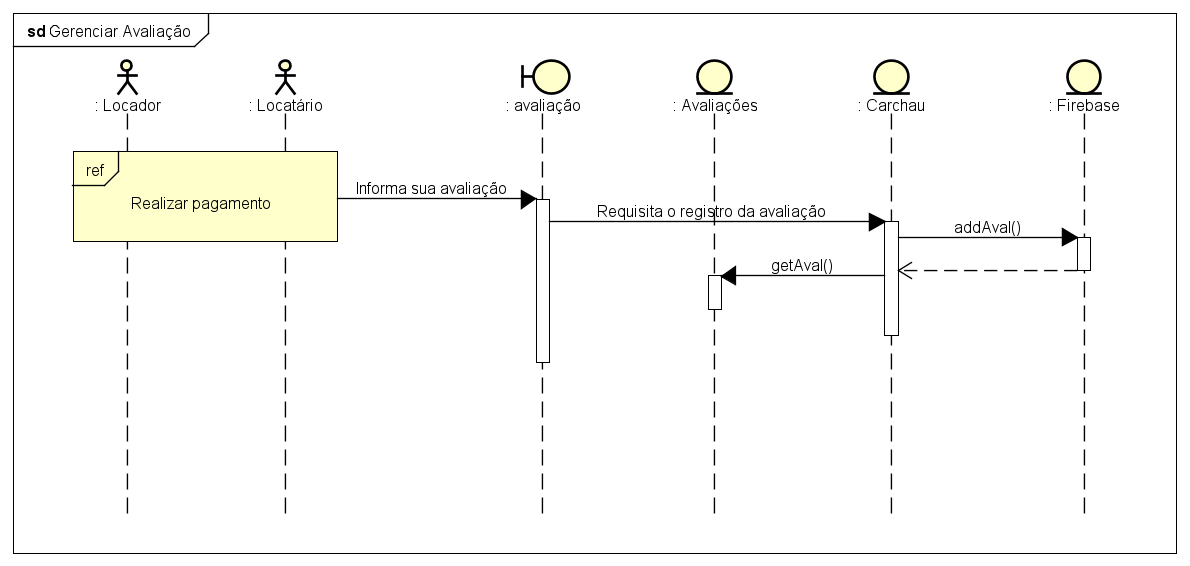 sd Gerenciar Avaliação
: Locador
: Locatário
: avaliação
: Avaliações
: Carchau
: Firebase
ref
Realizar pagamento
Informa sua avaliação
Requisita o registro da avaliação
addAval()
getAval()